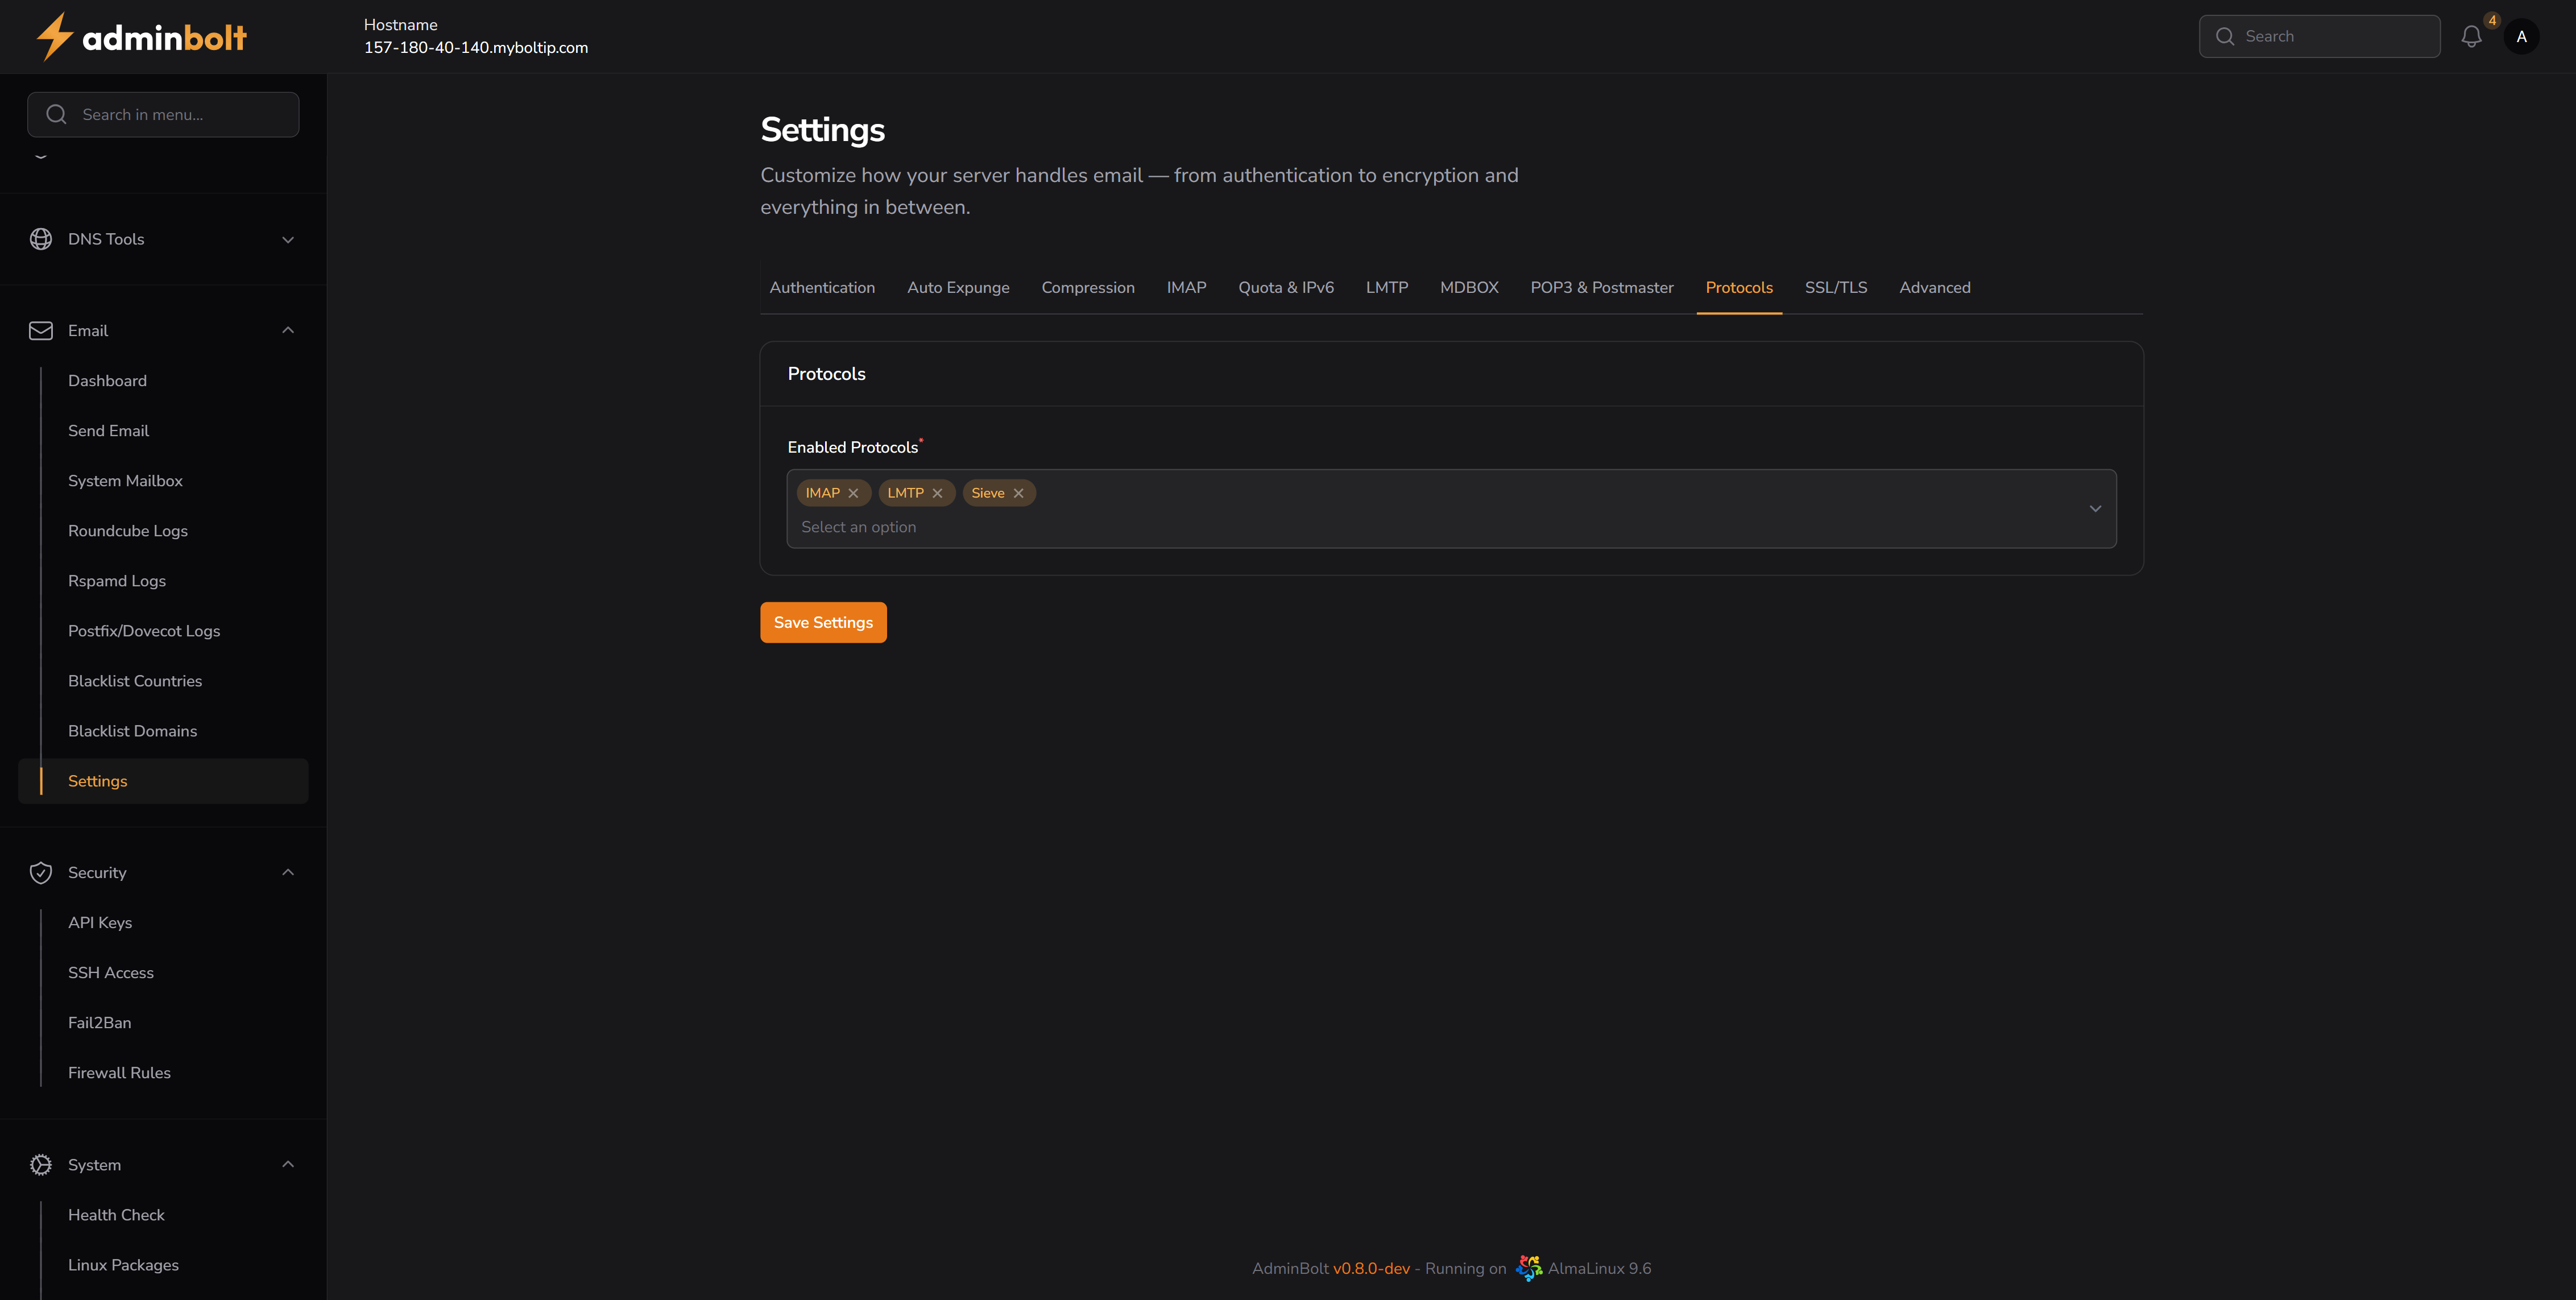 adminbolt
Hostname
157-180-40-140.myboltip.com
Search
4
A
Search in menu...
DNS Tools
Email
Dashboard
Send Email
System Mailbox
Roundcube Logs
Rspamd Logs
Postfix/Dovecot Logs
Blacklist Countries
Blacklist Domains
Settings
Security
API Keys
SSH Access
Fail2Ban
Firewall Rules
System
Health Check
Linux Packages
Settings
Customize how your server handles email — from authentication to encryption and
everything in between.
Authentication Auto Expunge Compression IMAP Quota & IPv6 LMTP MDBOX POP3 & Postmaster Protocols SSL/TLS Advanced
Protocols
Enabled Protocols*
IMAP LMTP Sieve
Select an option
Save Settings
AdminBolt v0.8.0-dev - Running on AlmaLinux 9.6